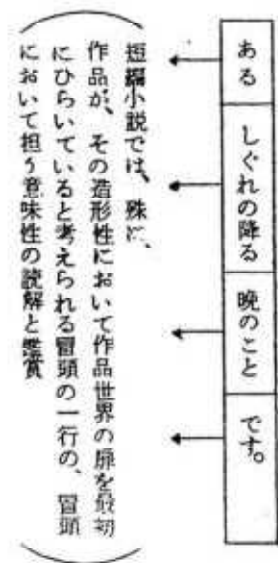 ある しぐれの降る 晩のこと です。
短編小説では、殊に、
作品が、その造形性において作品世界の扉を最初
にひらいていると考えられる冒頭の一行の、冒頭
において担う意味性の読解と鑑賞